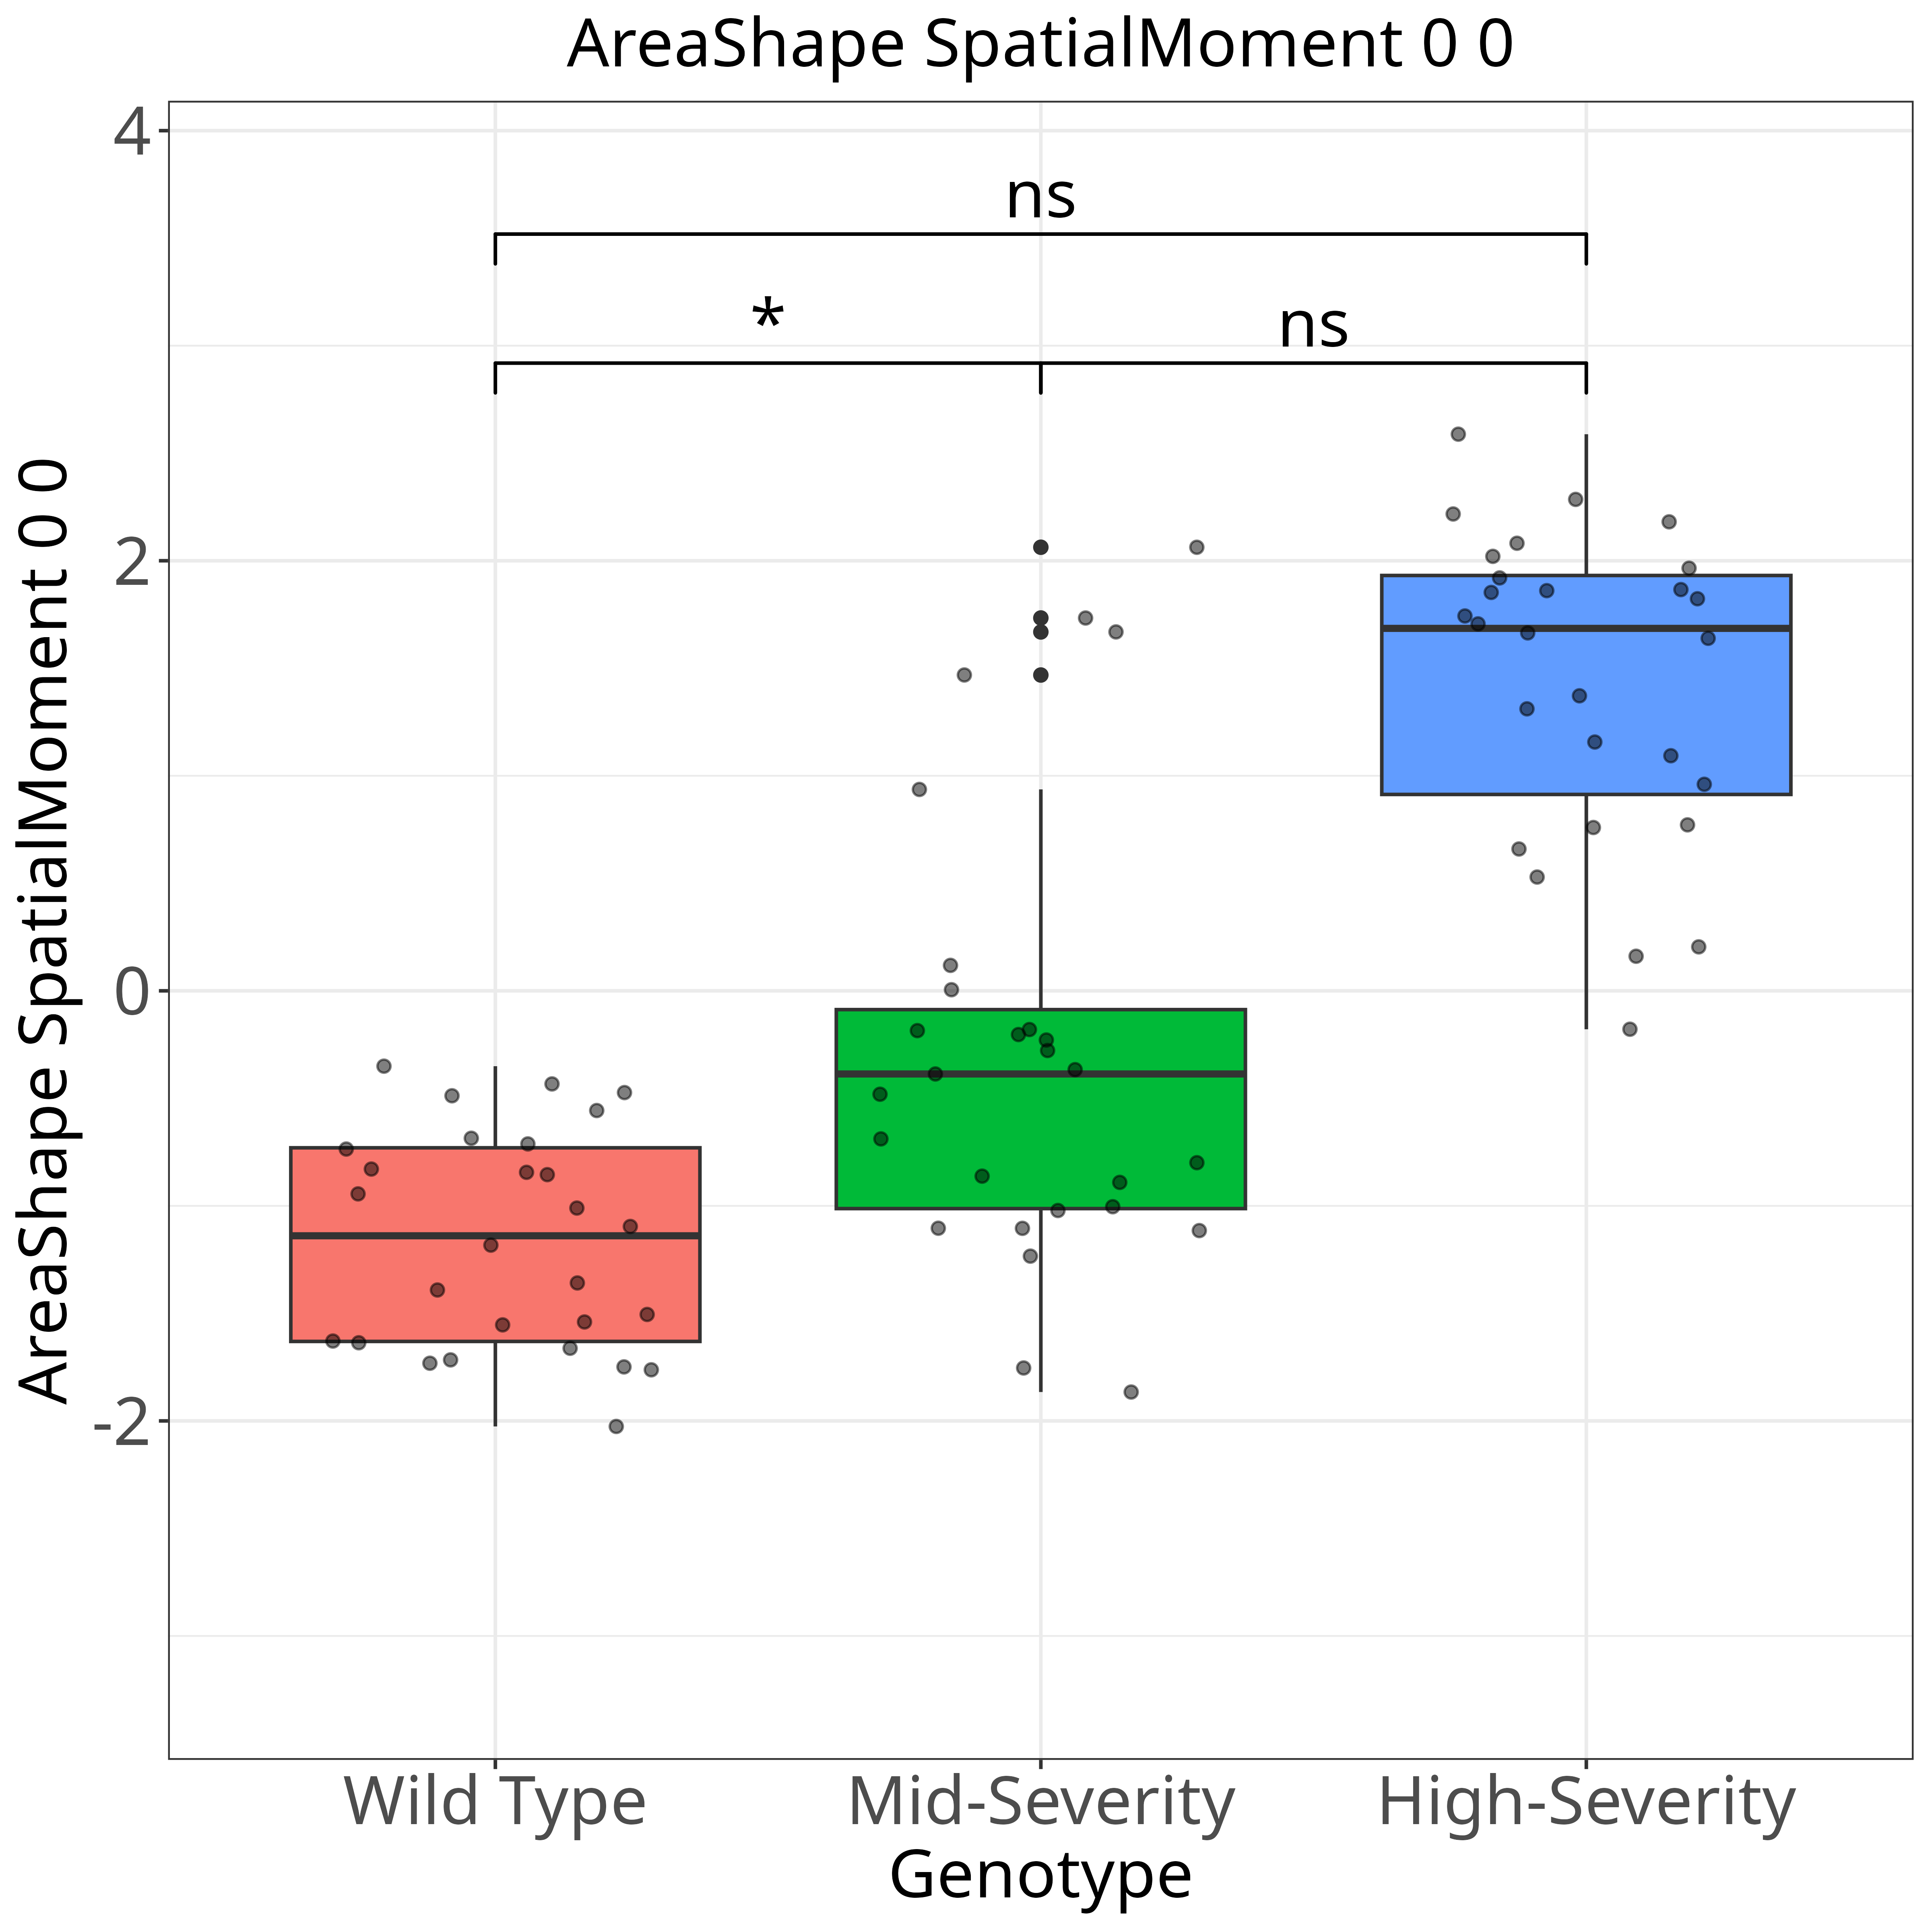 AreaShape SpatialMoment 0 0
AreaShape SpatialMoment 0 0
4
2
0
-2
ns
*
ns
Wild Type
Mid-Severity
High-Severity
Genotype